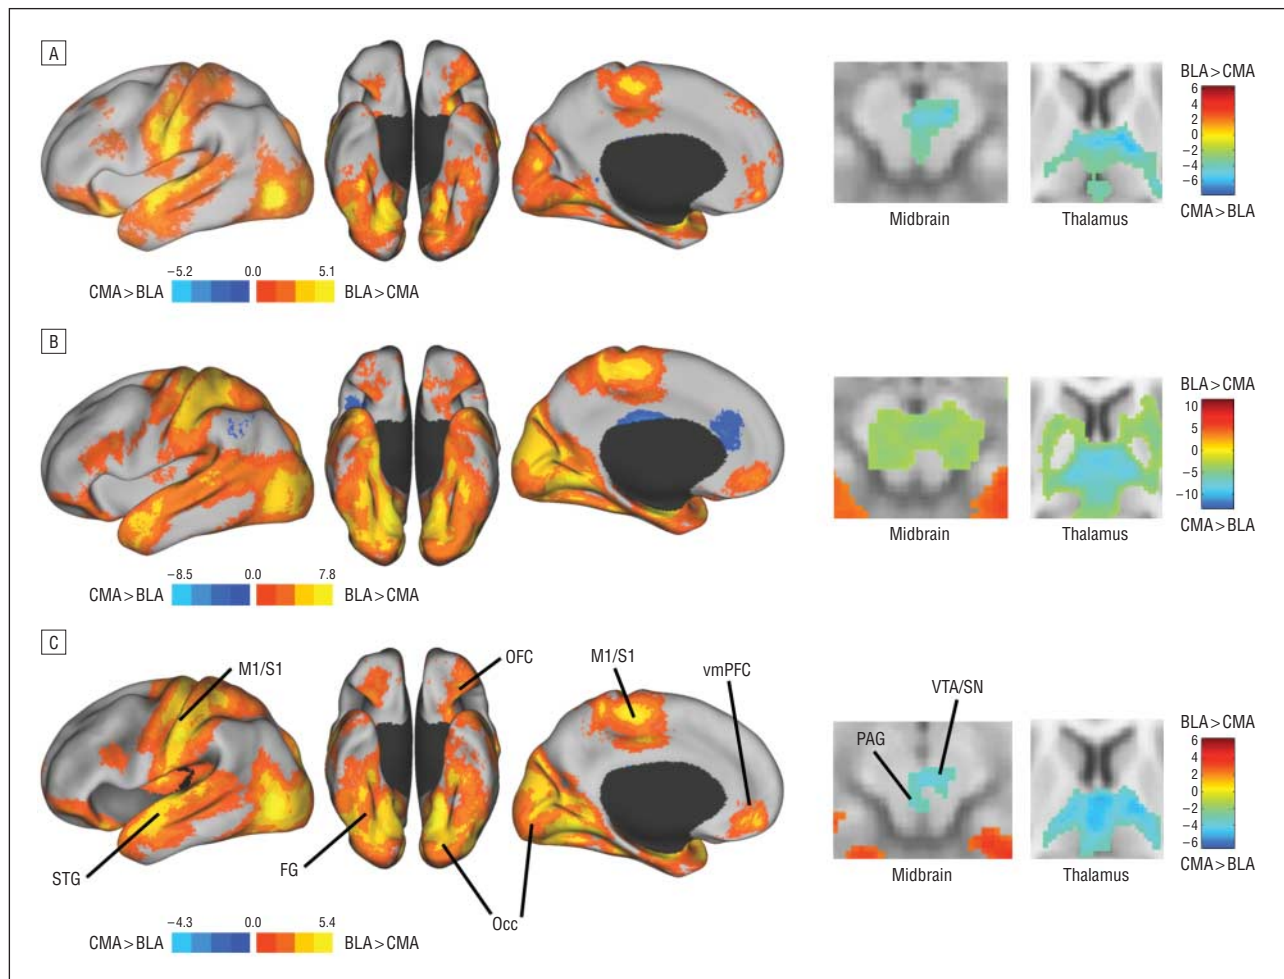 A
BLA>CMA
6
4
2
0
−2
−4
−6
CMA>BLA
Midbrain
Thalamus
−5.2 0.0 5.1
CMA>BLA BLA>CMA
B
BLA>CMA
10
5
0
−5
−10
CMA>BLA
Midbrain
Thalamus
−8.5 0.0 7.8
CMA>BLA BLA>CMA
C
M1/S1
OFC
M1/S1
vmPFC
VTA/SN
PAG
STG
FG
Occ
BLA>CMA
6
4
2
0
−2
−4
−6
CMA>BLA
Midbrain
Thalamus
−4.3 0.0 5.4
CMA>BLA BLA>CMA